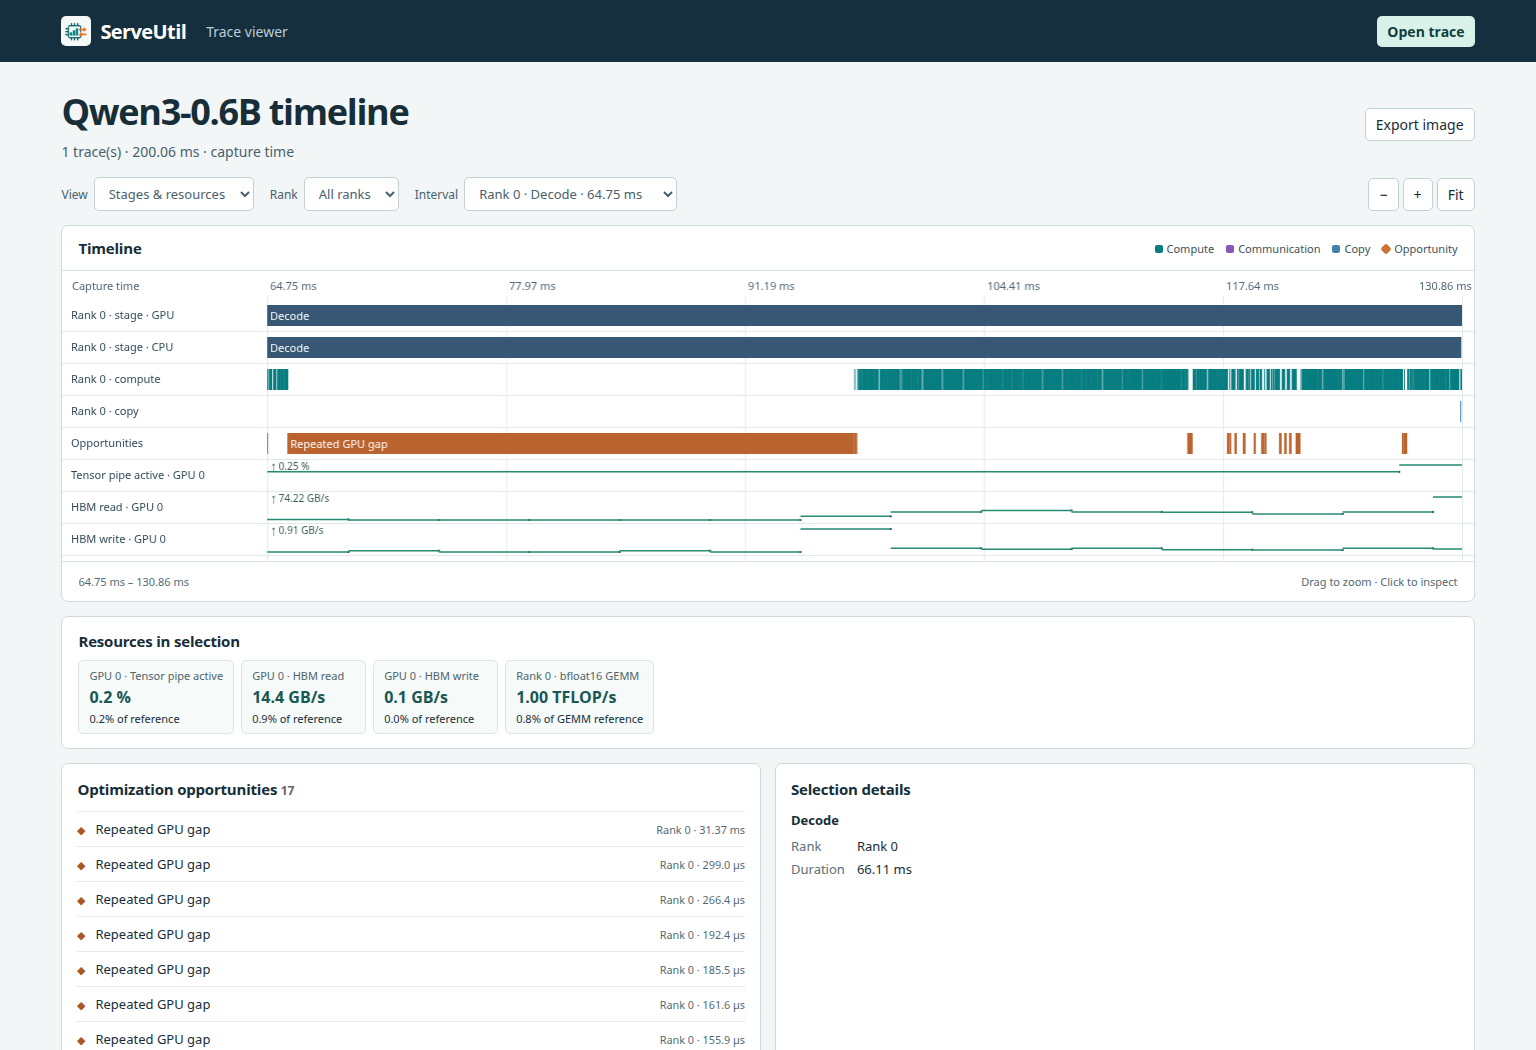 ServeUtil Trace viewer Open trace
Qwen3-0.6B timeline
Export image
1 trace(s) · 200.06 ms · capture time
View Stages & resources Rank All ranks Interval Rank 0 · Decode · 64.75 ms − + Fit
Timeline Compute Communication Copy Opportunity
Capture time 64.75 ms 77.97 ms 91.19 ms 104.41 ms 117.64 ms 130.86 ms
Rank 0 · stage · GPU Decode
Rank 0 · stage · CPU Decode
Rank 0 · compute
Rank 0 · copy
Opportunities Repeated GPU gap
Tensor pipe active · GPU 0 ↑ 0.25 %
HBM read · GPU 0 ↑ 74.22 GB/s
HBM write · GPU 0 ↑ 0.91 GB/s
64.75 ms – 130.86 ms Drag to zoom · Click to inspect
Resources in selection
GPU 0 · Tensor pipe active
0.2 %
0.2% of reference
GPU 0 · HBM read
14.4 GB/s
0.9% of reference
GPU 0 · HBM write
0.1 GB/s
0.0% of reference
Rank 0 · bfloat16 GEMM
1.00 TFLOP/s
0.8% of GEMM reference
Optimization opportunities 17
Repeated GPU gap Rank 0 · 31.37 ms
Repeated GPU gap Rank 0 · 299.0 µs
Repeated GPU gap Rank 0 · 266.4 µs
Repeated GPU gap Rank 0 · 192.4 µs
Repeated GPU gap Rank 0 · 185.5 µs
Repeated GPU gap Rank 0 · 161.6 µs
Repeated GPU gap Rank 0 · 155.9 µs
Selection details
Decode
Rank Rank 0
Duration 66.11 ms